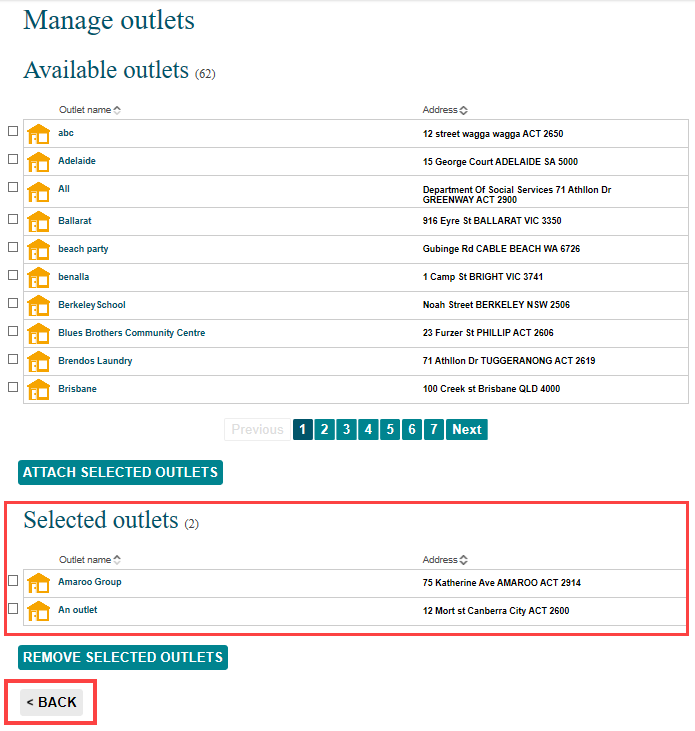 Manage outlets
Available outlets (62)
Outlet name Address
abc 12 street wagga wagga ACT 2650
Adelaide 15 George Court ADELAIDE SA 5000
All Department Of Social Services 71 Athllon Dr
GREENWAY ACT 2900
Ballarat 916 Eyre St BALLARAT VIC 3350
beach party Gubinge Rd CABLE BEACH WA 6726
benalla 1 Camp St BRIGHT VIC 3741
BerkeleySchool Noah Street BERKELEY NSW 2506
Blues Brothers Community Centre 23 Furzer St PHILLIP ACT 2606
Brendos Laundry 71 Athllon Dr TUGGERANONG ACT 2619
Brisbane 100 Creek st Brisbane QLD 4000
Previous 1 2 3 4 5 6 7 Next
ATTACH SELECTED OUTLETS
Selected outlets (2)
Outlet name Address
Amaroo Group 75 Katherine Ave AMAROO ACT 2914
An outlet 12 Mort st Canberra City ACT 2600
REMOVE SELECTED OUTLETS
< BACK